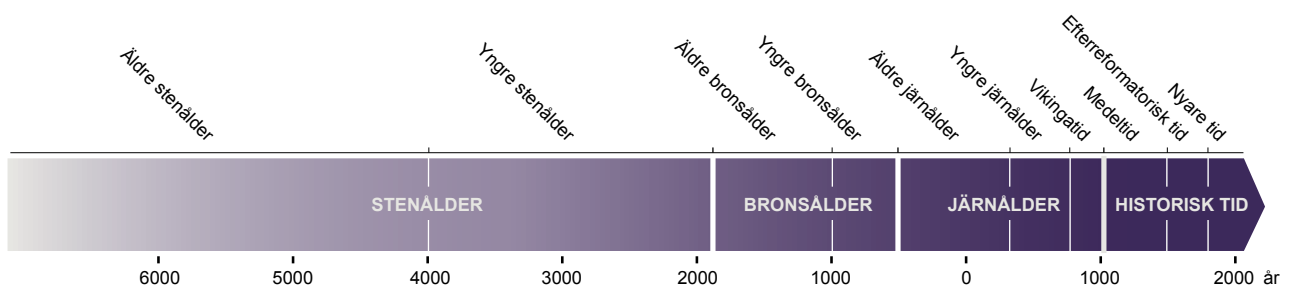 Äldre stenålder
Yngre stenålder
Äldre bronsålder
Yngre bronsålder
Äldre järnålder
Yngre järnålder
Vikingatid
Medeltid
Efterreformatorisk tid
Nyare tid
STENÅLDER BRONSÅLDER JÄRNÅLDER HISTORISK TID
6000 5000 4000 3000 2000 1000 0 1000 2000 år